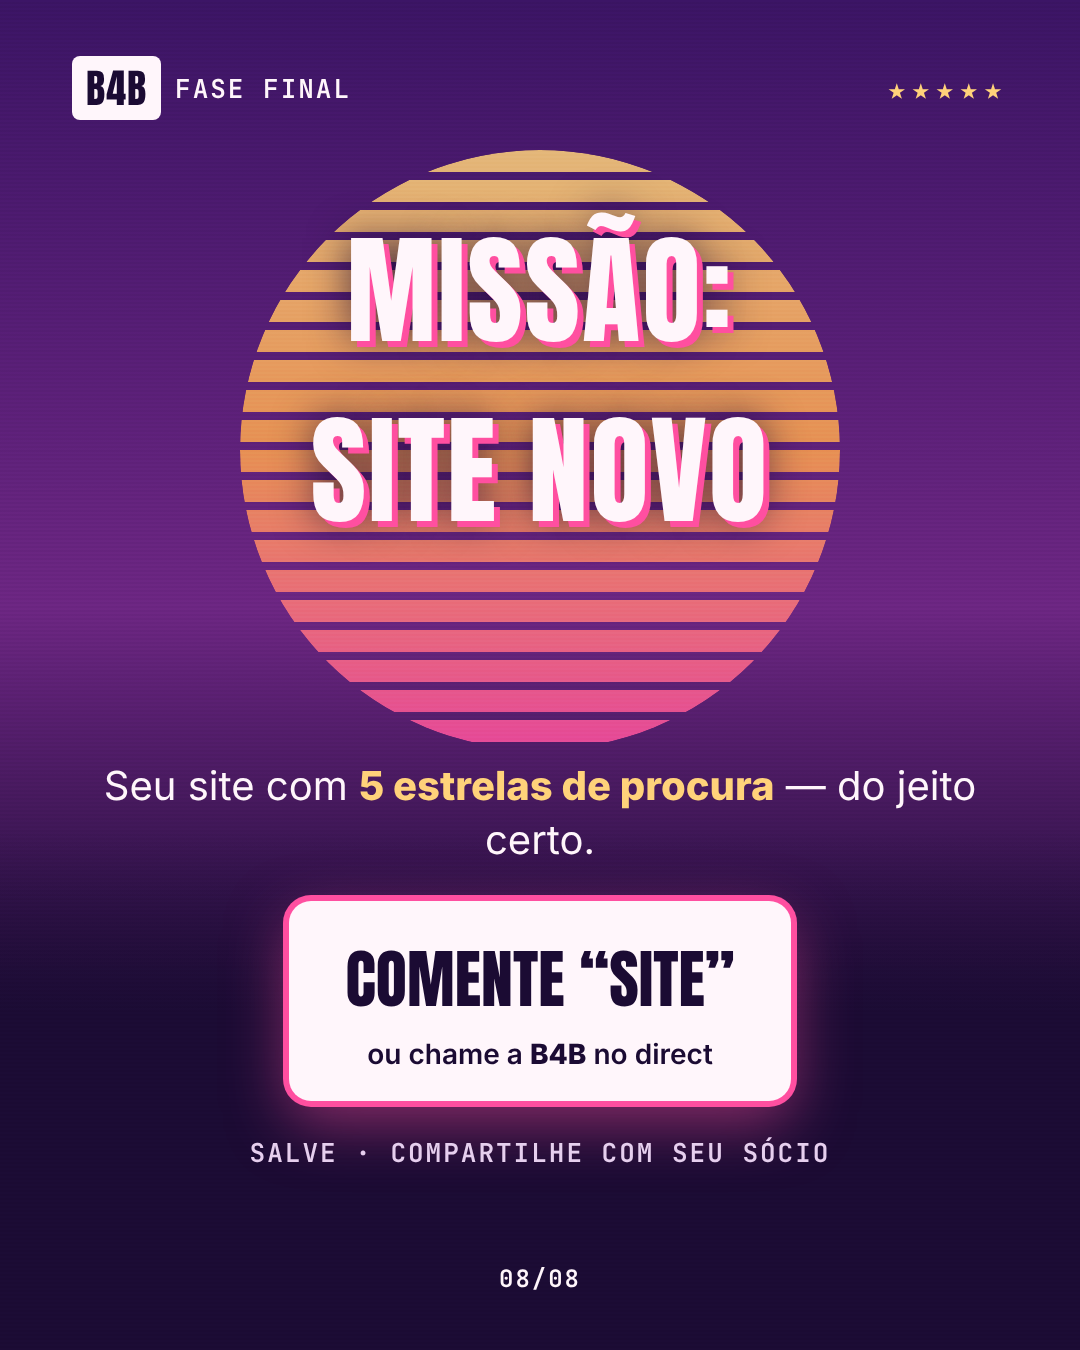 B4B FASE FINAL
★★★★★
MISSÃO:
SITE NOVO
Seu site com 5 estrelas de procura — do jeito
certo.
COMENTE “SITE”
ou chame a B4B no direct
SALVE · COMPARTILHE COM SEU SÓCIO
08/08